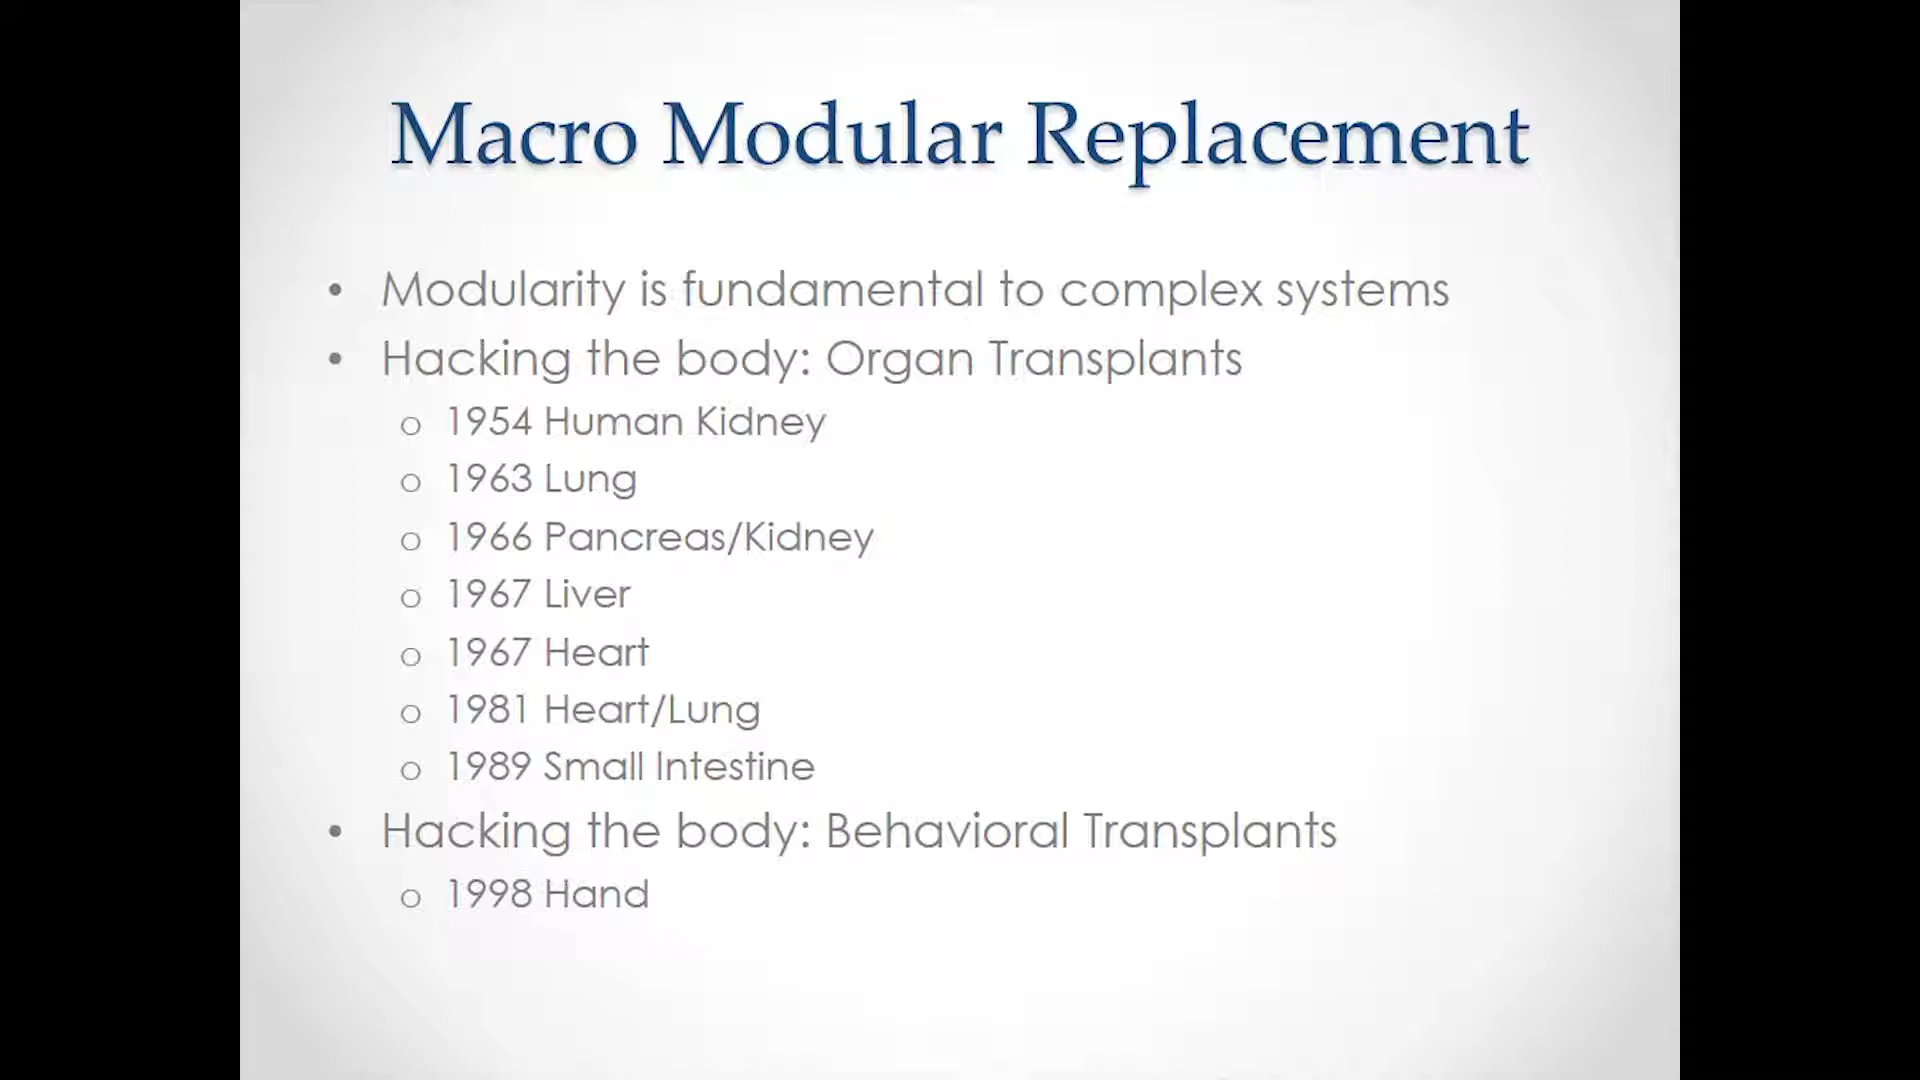 Macro Modular Replacement
• Modularity is fundamental to complex systems
• Hacking the body: Organ Transplants
o 1954 Human Kidney
o 1963 Lung
o 1966 Pancreas/Kidney
o 1967 Liver
o 1967 Heart
o 1981 Heart/Lung
o 1989 Small Intestine
• Hacking the body: Behavioral Transplants
o 1998 Hand